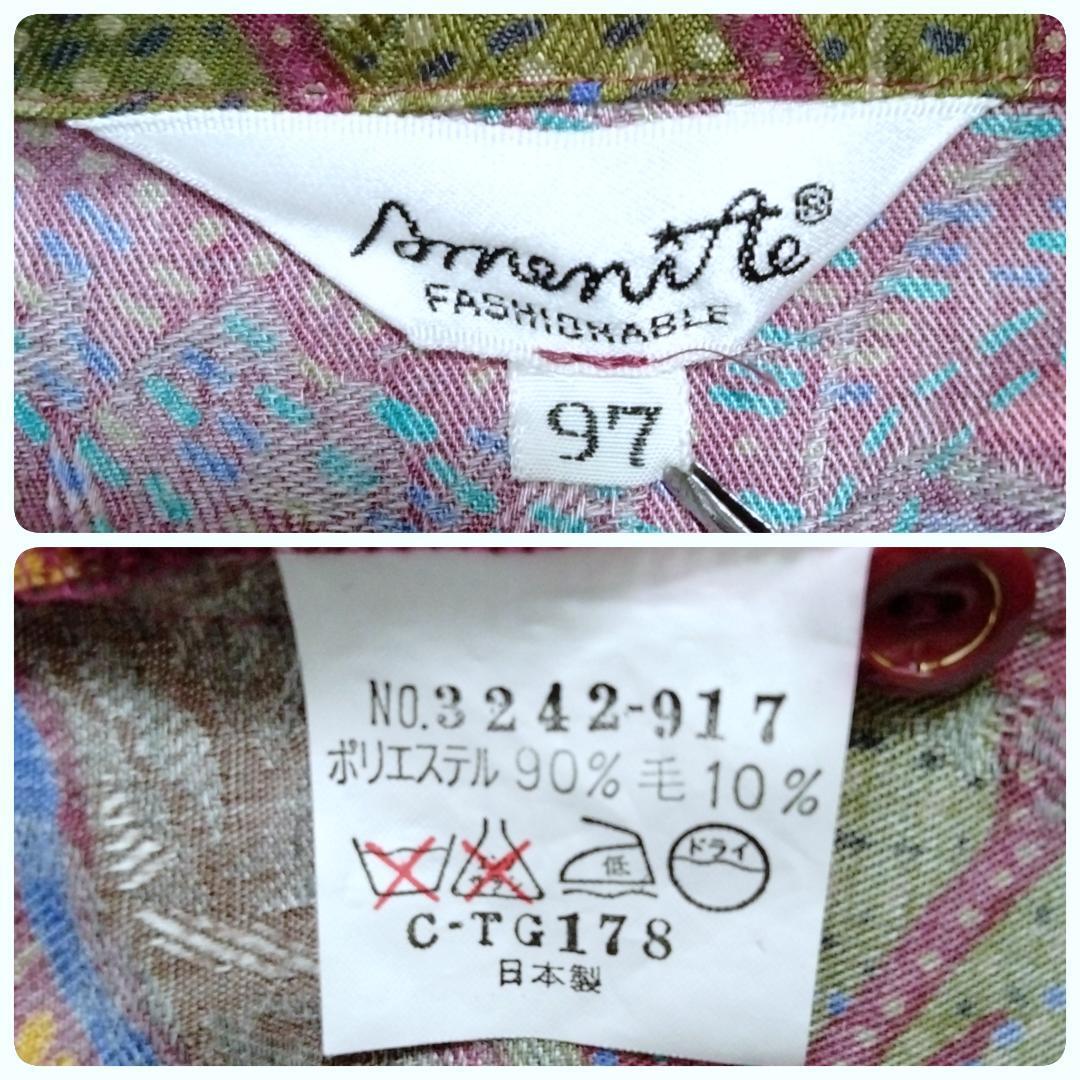 Amenite®
FASHIONABLE
97
NO.3242-917
ポリエステル 90% 毛 10%
低 ドライ
C-TG178
日本製